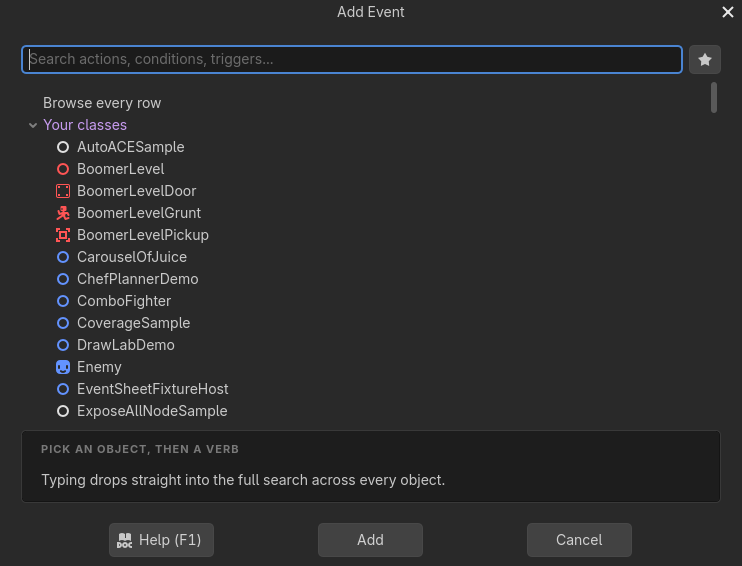 Add Event
Search actions, conditions, triggers...
Browse every row
Your classes
AutoACESample
BoomerLevel
BoomerLevelDoor
BoomerLevelGrunt
BoomerLevelPickup
CarouselOfJuice
ChefPlannerDemo
ComboFighter
CoverageSample
DrawLabDemo
Enemy
EventSheetFixtureHost
ExposeAllNodeSample
PICK AN OBJECT, THEN A VERB
Typing drops straight into the full search across every object.
DOC Help (F1)
Add
Cancel